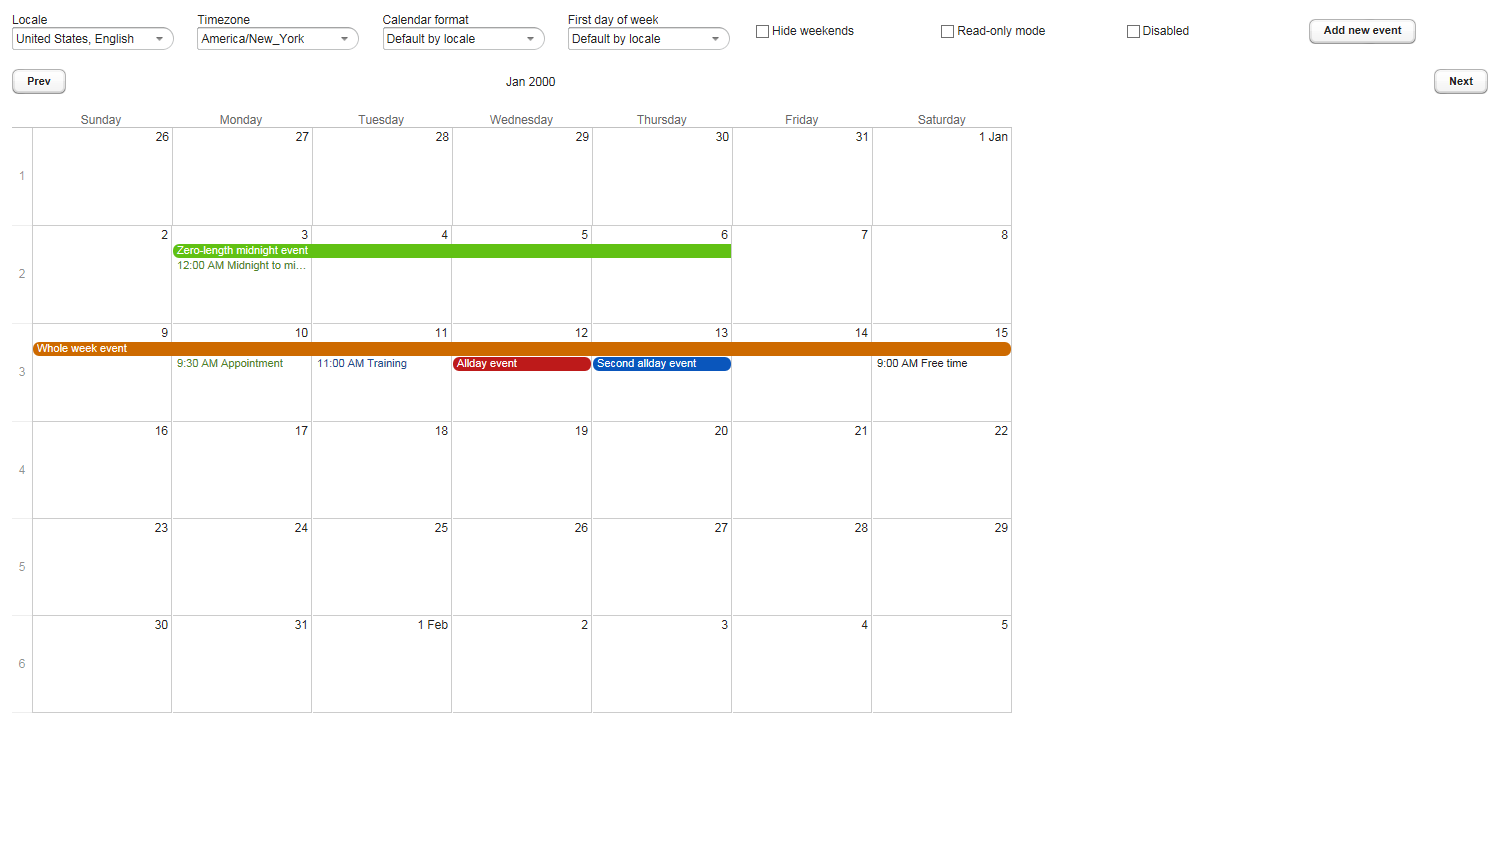 Locale Timezone Calendar format First day of week
United States, English America/New_York Default by locale Default by locale Hide weekends Read-only mode Disabled Add new event
Prev Jan 2000 Next
Sunday Monday Tuesday Wednesday Thursday Friday Saturday
26 27 28 29 30 31 1 Jan
1
2 3 4 5 6 7 8
Zero-length midnight event
12:00 AM Midnight to mi...
2
9 10 11 12 13 14 15
Whole week event
9:30 AM Appointment 11:00 AM Training Allday event Second allday event 9:00 AM Free time
3
16 17 18 19 20 21 22
4
23 24 25 26 27 28 29
5
30 31 1 Feb 2 3 4 5
6